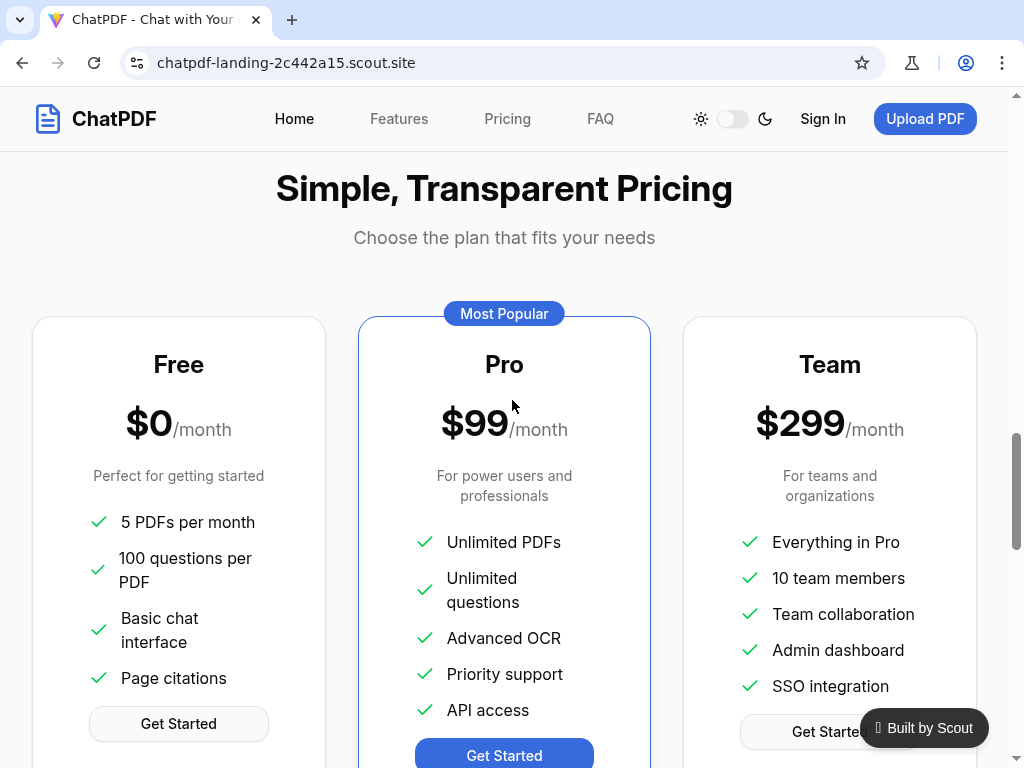 ChatPDF - Chat with Your
chatpdf-landing-2c442a15.scout.site
ChatPDF
Home
Features
Pricing
FAQ
Sign In
Upload PDF
Simple, Transparent Pricing
Choose the plan that fits your needs
Free
$0/month
Perfect for getting started
5 PDFs per month
100 questions per
PDF
Basic chat
interface
Page citations
Get Started
Most Popular
Pro
$99/month
For power users and
professionals
Unlimited PDFs
Unlimited
questions
Advanced OCR
Priority support
API access
Get Started
Team
$299/month
For teams and
organizations
Everything in Pro
10 team members
Team collaboration
Admin dashboard
SSO integration
Get Started
Built by Scout